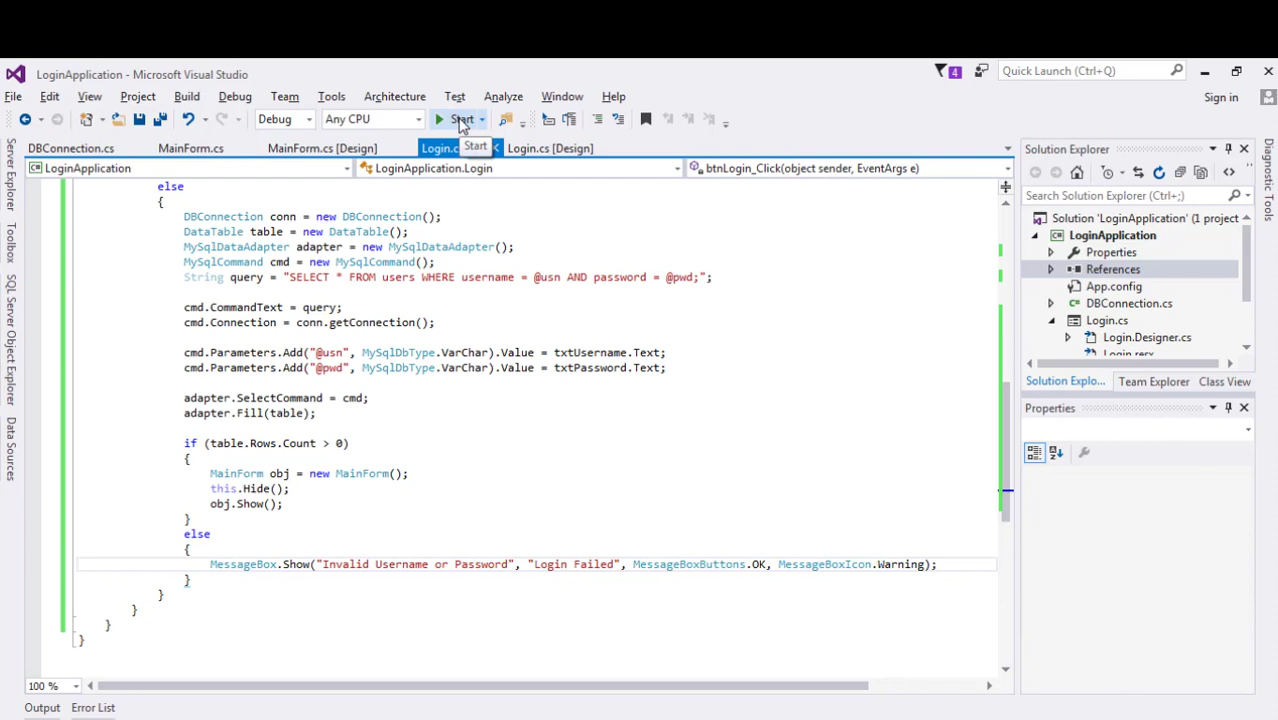 LoginApplication - Microsoft Visual Studio
4
Quick Launch (Ctrl+Q)
File Edit View Project Build Debug Team Tools Architecture Test Analyze Window Help
Sign in
Debug Any CPU Start
Start
DBConnection.cs MainForm.cs MainForm.cs [Design] Login.c Login.cs [Design]
LoginApplication LoginApplication.Login btnLogin_Click(object sender, EventArgs e)
Server Explorer
Toolbox
SQL Server Object Explorer
Data Sources
else
{
DBConnection conn = new DBConnection();
DataTable table = new DataTable();
MySqlDataAdapter adapter = new MySqlDataAdapter();
MySqlCommand cmd = new MySqlCommand();
String query = "SELECT * FROM users WHERE username = @usn AND password = @pwd;";
cmd.CommandText = query;
cmd.Connection = conn.getConnection();
cmd.Parameters.Add("@usn", MySqlDbType.VarChar).Value = txtUsername.Text;
cmd.Parameters.Add("@pwd", MySqlDbType.VarChar).Value = txtPassword.Text;
adapter.SelectCommand = cmd;
adapter.Fill(table);
if (table.Rows.Count > 0)
{
MainForm obj = new MainForm();
this.Hide();
obj.Show();
}
else
{
MessageBox.Show("Invalid Username or Password", "Login Failed", MessageBoxButtons.OK, MessageBoxIcon.Warning);
}
}
}
}
}
100 %
Output Error List
Solution Explorer
Search Solution Explorer (Ctrl+;)
Solution 'LoginApplication' (1 project
LoginApplication
Properties
References
App.config
DBConnection.cs
Login.cs
Login.Designer.cs
Login.resx
Solution Explo... Team Explorer Class View
Properties
Diagnostic Tools